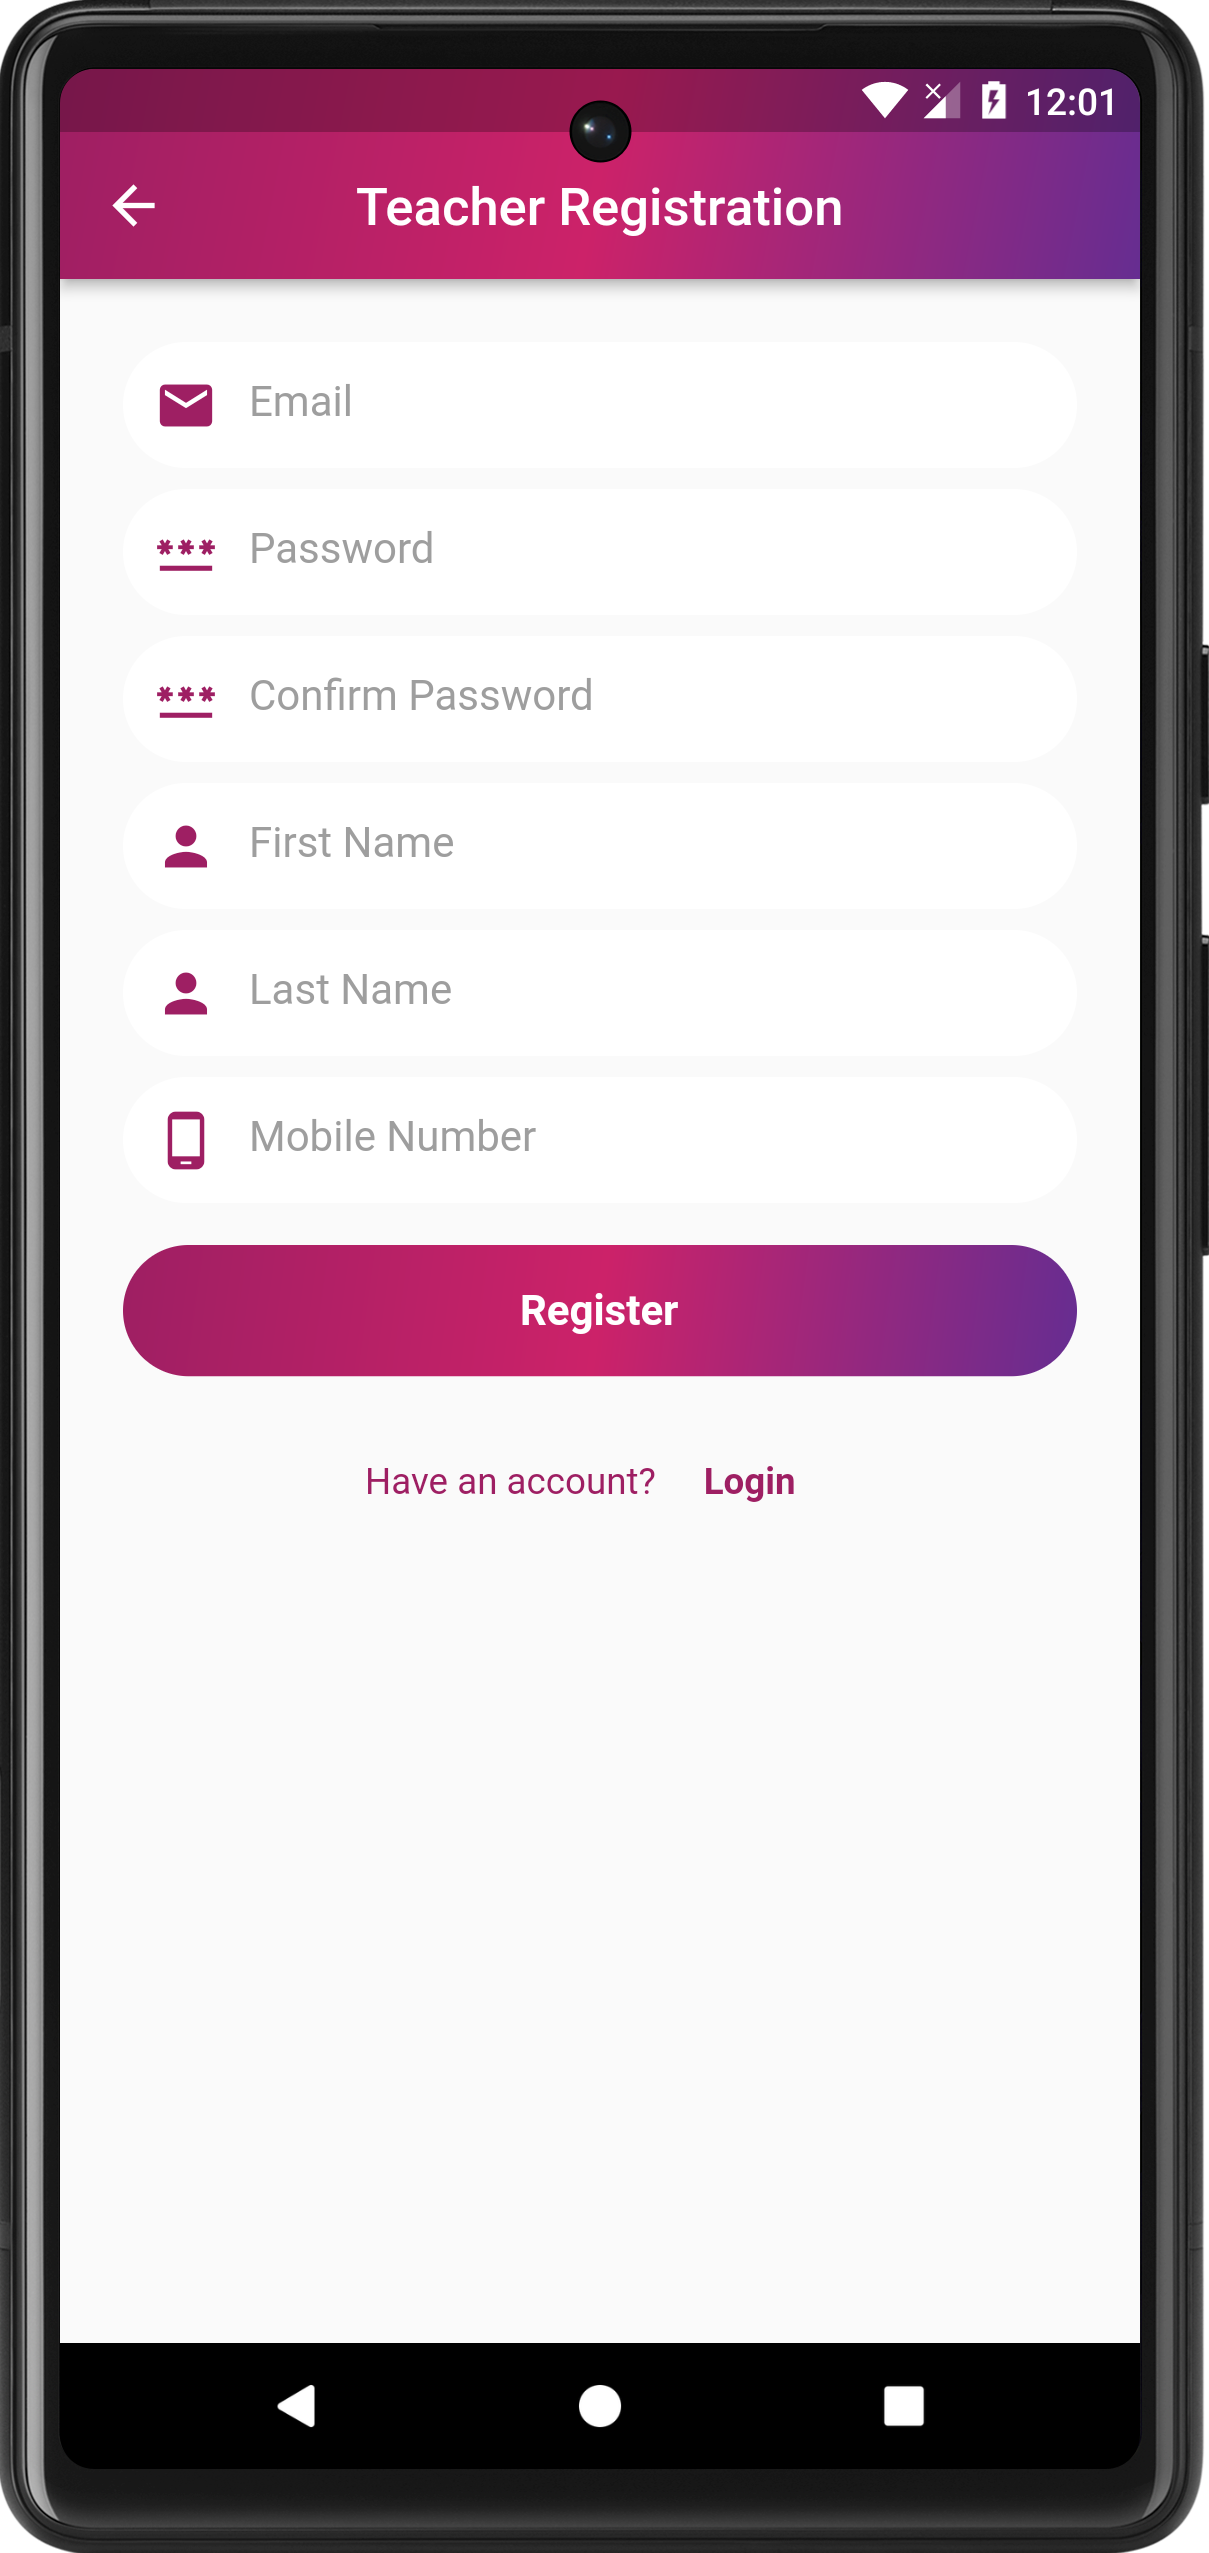 12:01
Teacher Registration
Email
Password
Confirm Password
First Name
Last Name
Mobile Number
Register
Have an account? Login